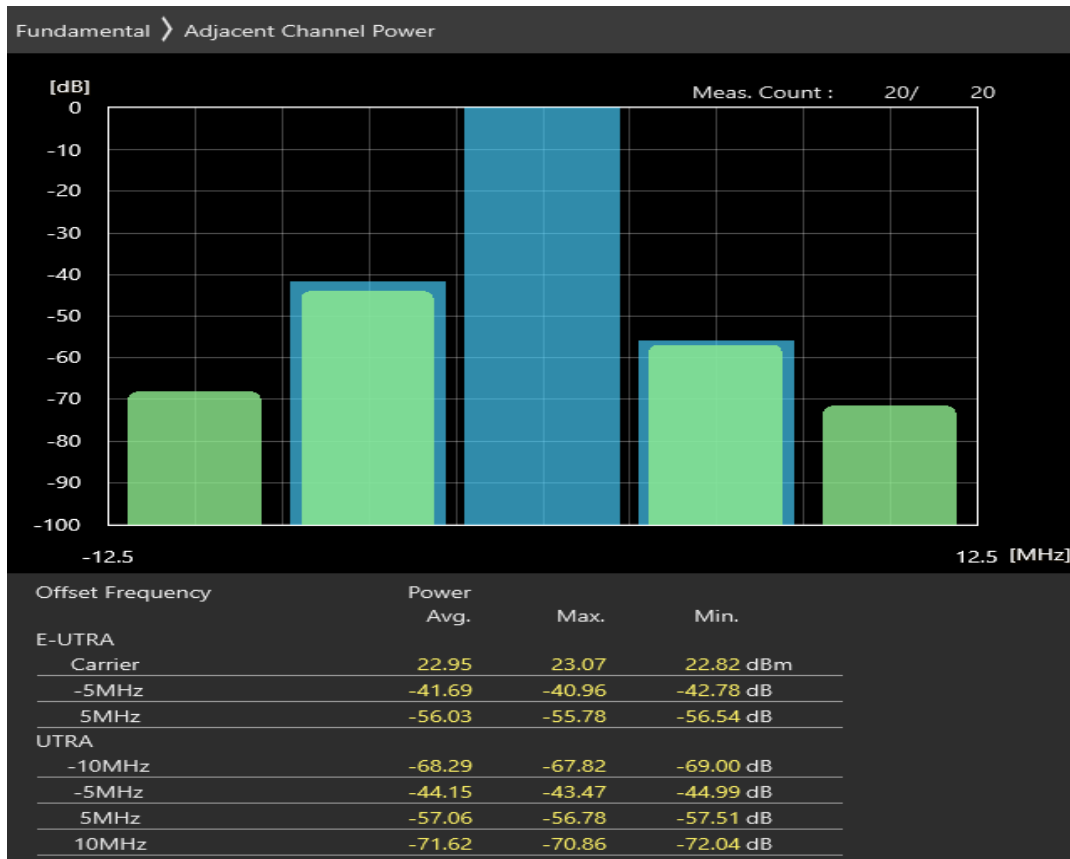 Fundamental 〉 Adjacent Channel Power
[dB]
Meas. Count : 20/ 20
0
-10
-20
-30
-40
-50
-60
-70
-80
-90
-100
-12.5 12.5 [MHz]
Offset Frequency Power
Avg. Max. Min.
E-UTRA
Carrier 22.95 23.07 22.82 dBm
-5MHz -41.69 -40.96 -42.78 dB
5MHz -56.03 -55.78 -56.54 dB
UTRA
-10MHz -68.29 -67.82 -69.00 dB
-5MHz -44.15 -43.47 -44.99 dB
5MHz -57.06 -56.78 -57.51 dB
10MHz -71.62 -70.86 -72.04 dB